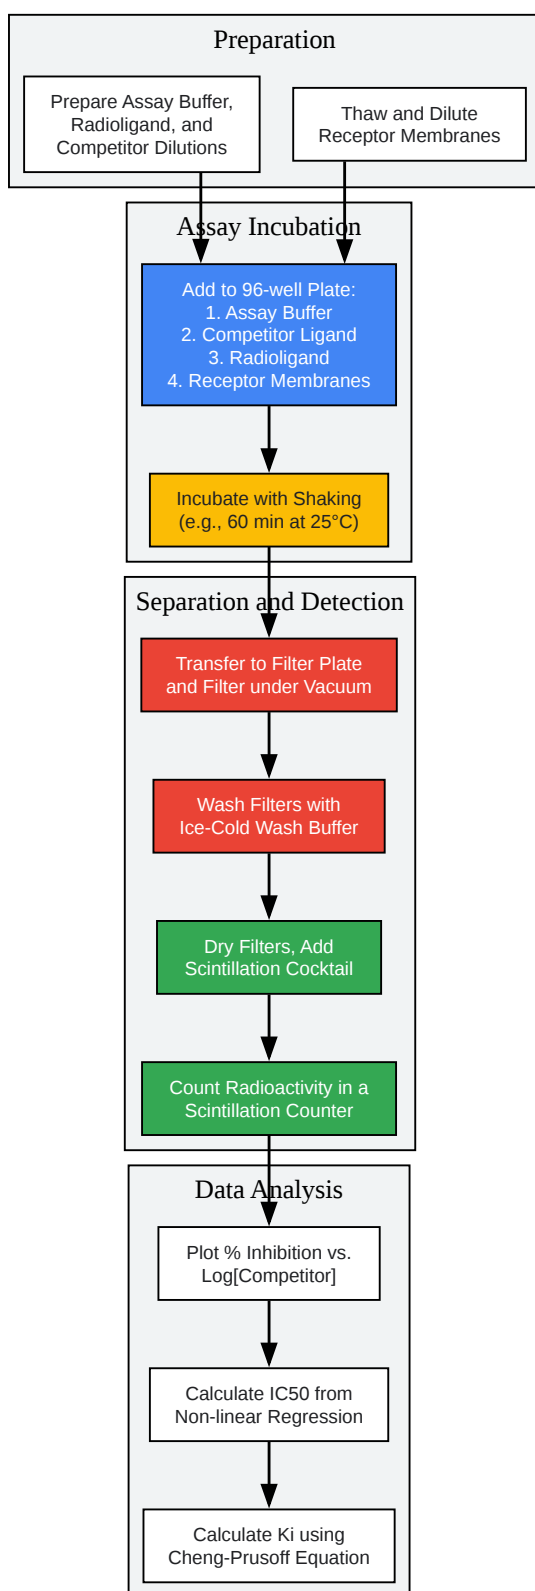 Preparation
Prepare Assay Buffer,
Radioligand, and
Competitor Dilutions
Thaw and Dilute
Receptor Membranes
Assay Incubation
Add to 96-well Plate:
1. Assay Buffer
2. Competitor Ligand
3. Radioligand
4. Receptor Membranes
Incubate with Shaking
(e.g., 60 min at 25°C)
Separation and Detection
Transfer to Filter Plate
and Filter under Vacuum
Wash Filters with
Ice-Cold Wash Buffer
Dry Filters, Add
Scintillation Cocktail
Count Radioactivity in a
Scintillation Counter
Data Analysis
Plot % Inhibition vs.
Log[Competitor]
Calculate IC50 from
Non-linear Regression
Calculate Ki using
Cheng-Prusoff Equation